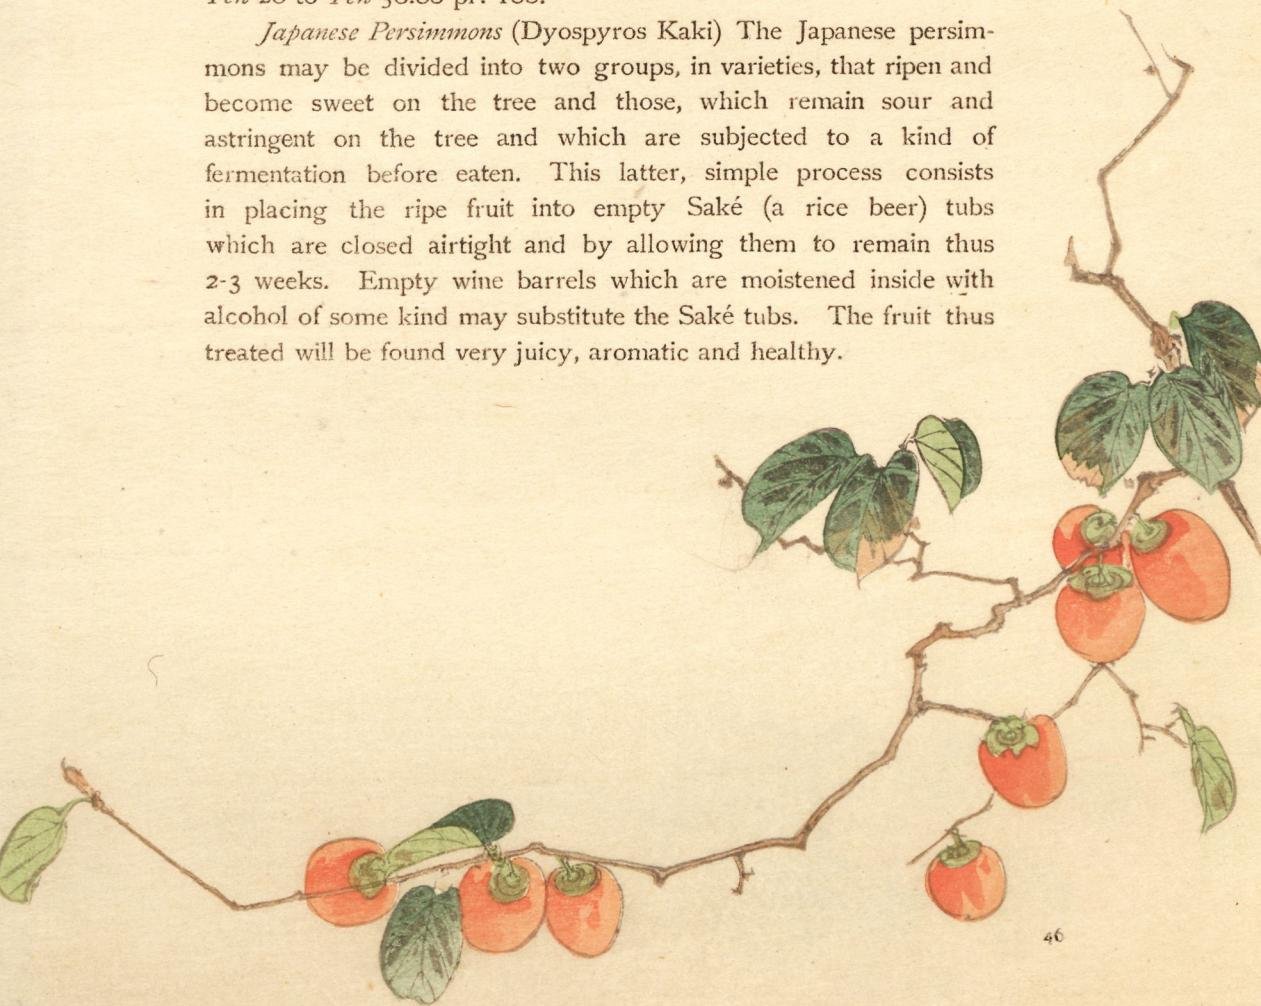 Japanese Persimmons (Dyospyros Kaki) The Japanese persim-
mons may be divided into two groups, in varieties, that ripen and
become sweet on the tree and those, which remain sour and
astringent on the tree and which are subjected to a kind of
fermentation before eaten. This latter, simple process consists
in placing the ripe fruit into empty Saké (a rice beer) tubs
which are closed airtight and by allowing them to remain thus
2-3 weeks. Empty wine barrels which are moistened inside with
alcohol of some kind may substitute the Saké tubs. The fruit thus
treated will be found very juicy, aromatic and healthy.
46